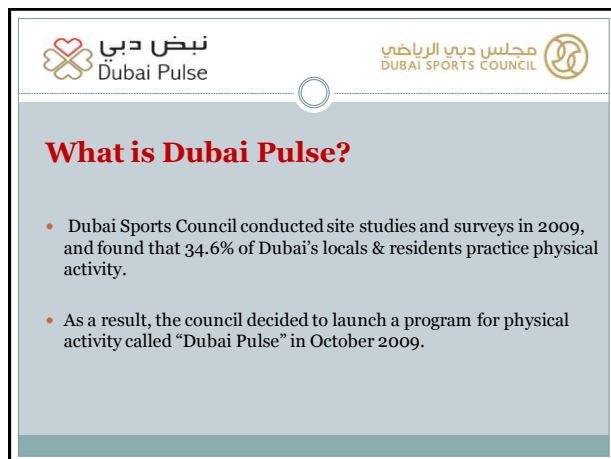 نبض دبي
Dubai Pulse
مجلس دبي الرياضي
DUBAI SPORTS COUNCIL
What is Dubai Pulse?
• Dubai Sports Council conducted site studies and surveys in 2009,
and found that 34.6% of Dubai’s locals & residents practice physical
activity.
• As a result, the council decided to launch a program for physical
activity called “Dubai Pulse” in October 2009.